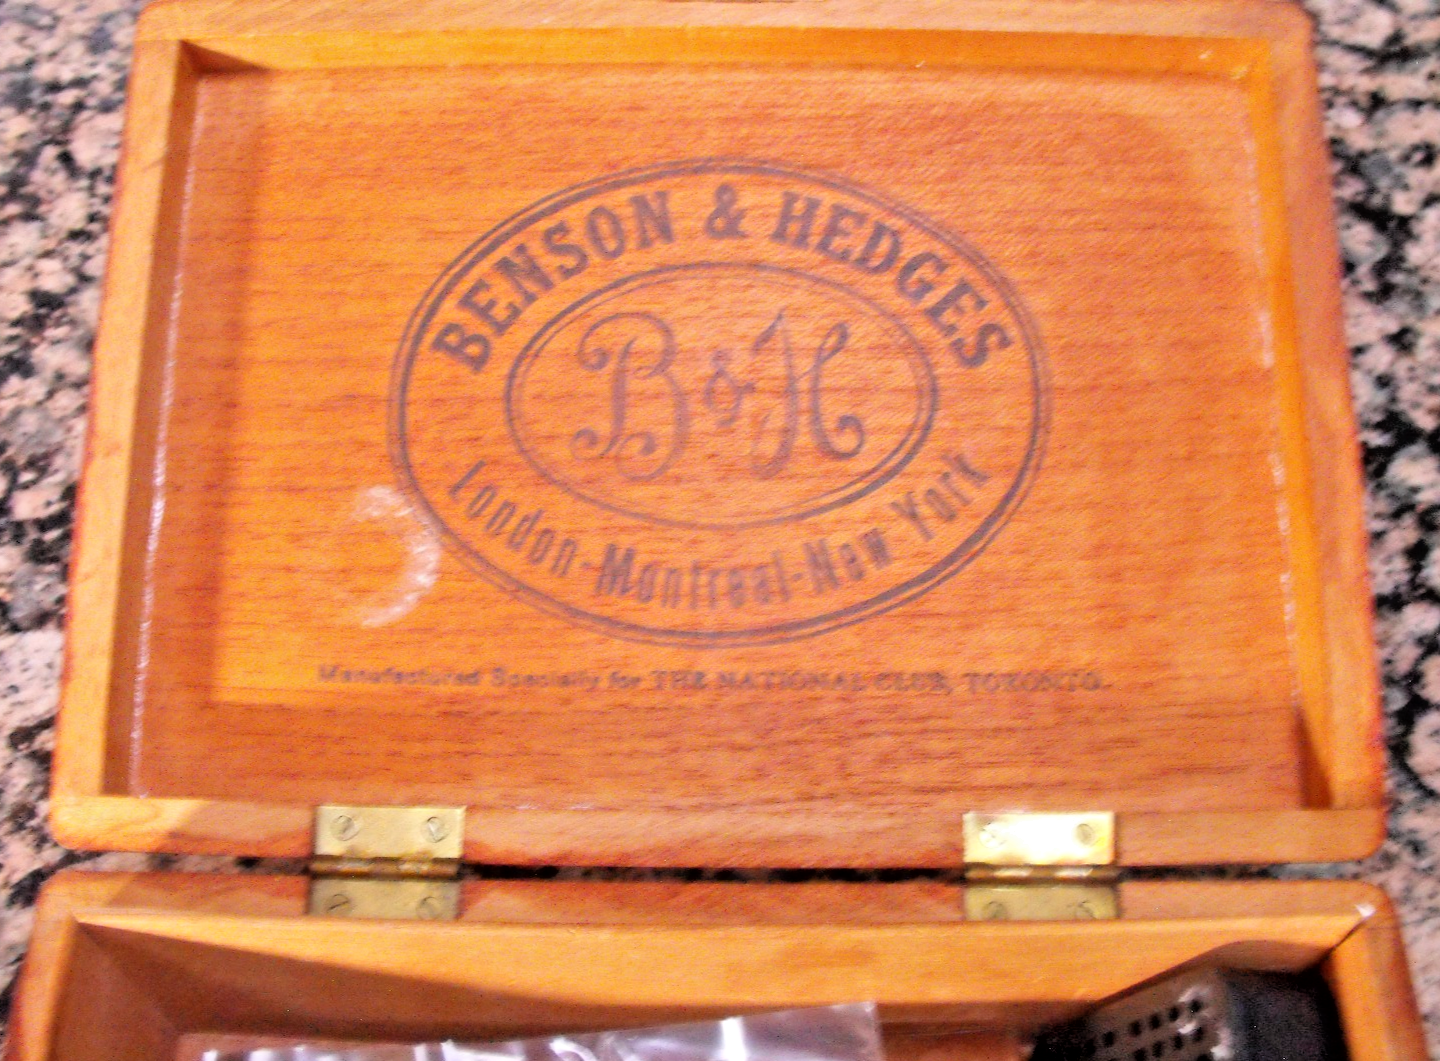 BENSON & HEDGES
B & H
London-Montreal-New York
Manufactured Specially for THE NATIONAL CLUB, TORONTO.